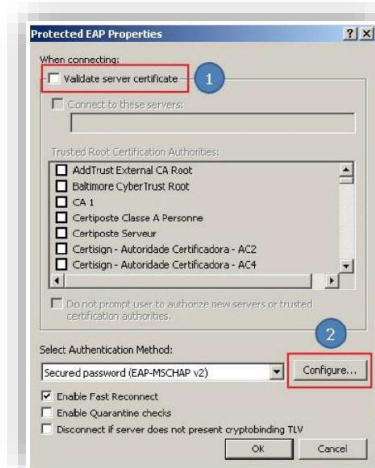 Protected EAP Properties
When connecting:
Validate server certificate
1
Connect to these servers:
Trusted Root Certification Authorities:
AddTrust External CA Root
Baltimore CyberTrust Root
CA 1
Certiposte Classe A Personne
Certiposte Serveur
Certisign - Autoridade Certificadora - AC2
Certisign - Autoridade Certificadora - AC4
Do not prompt user to authorize new servers or trusted
certification authorities.
2
Select Authentication Method:
Secured password (EAP-MSCHAP v2)
Configure...
Enable Fast Reconnect
Enable Quarantine checks
Disconnect if server does not present cryptobinding TLV
OK
Cancel